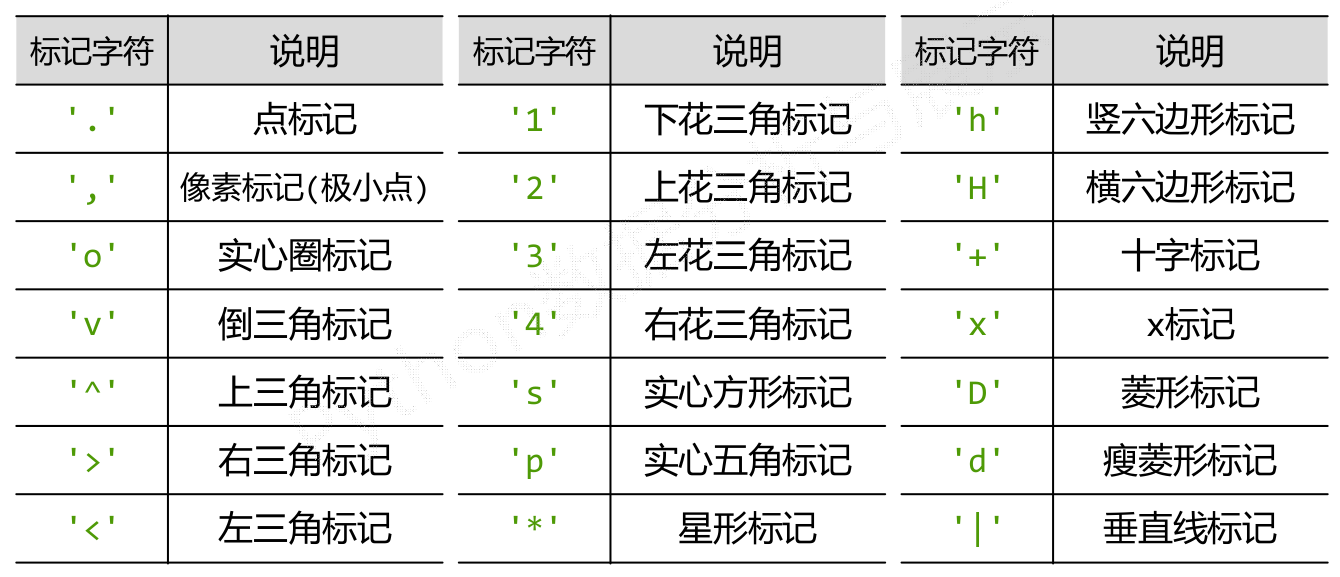 标记字符 说明 标记字符 说明 标记字符 说明
'.' 点标记 '1' 下花三角标记 'h' 竖六边形标记
',' 像素标记(极小点) '2' 上花三角标记 'H' 横六边形标记
'o' 实心圈标记 '3' 左花三角标记 '+' 十字标记
'v' 倒三角标记 '4' 右花三角标记 'x' x标记
'^' 上三角标记 's' 实心方形标记 'D' 菱形标记
'>' 右三角标记 'p' 实心五角标记 'd' 瘦菱形标记
'<' 左三角标记 '*' 星形标记 '|' 垂直线标记